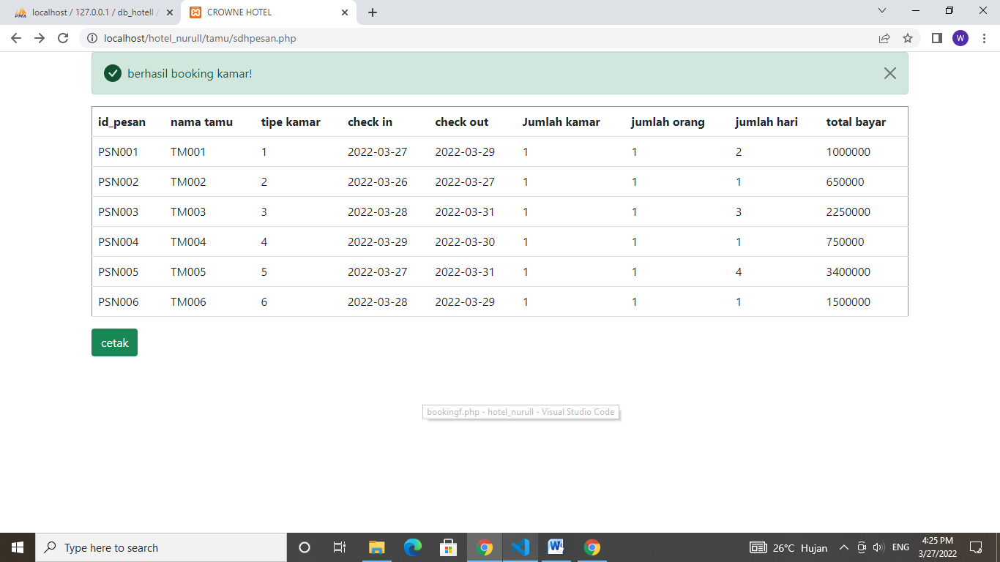 PMA localhost / 127.0.0.1 / db_hotell / CROWNE HOTEL
localhost/hotel_nurull/tamu/sdhpesan.php W
berhasil booking kamar!
id_pesan nama tamu tipe kamar check in check out Jumlah kamar jumlah orang jumlah hari total bayar
PSN001 TM001 1 2022-03-27 2022-03-29 1 1 2 1000000
PSN002 TM002 2 2022-03-26 2022-03-27 1 1 1 650000
PSN003 TM003 3 2022-03-28 2022-03-31 1 1 3 2250000
PSN004 TM004 4 2022-03-29 2022-03-30 1 1 1 750000
PSN005 TM005 5 2022-03-27 2022-03-31 1 1 4 3400000
PSN006 TM006 6 2022-03-28 2022-03-29 1 1 1 1500000
cetak
bookingf.php - hotel_nurull - Visual Studio Code
Type here to search W 26°C Hujan ENG 4:25 PM
3/27/2022